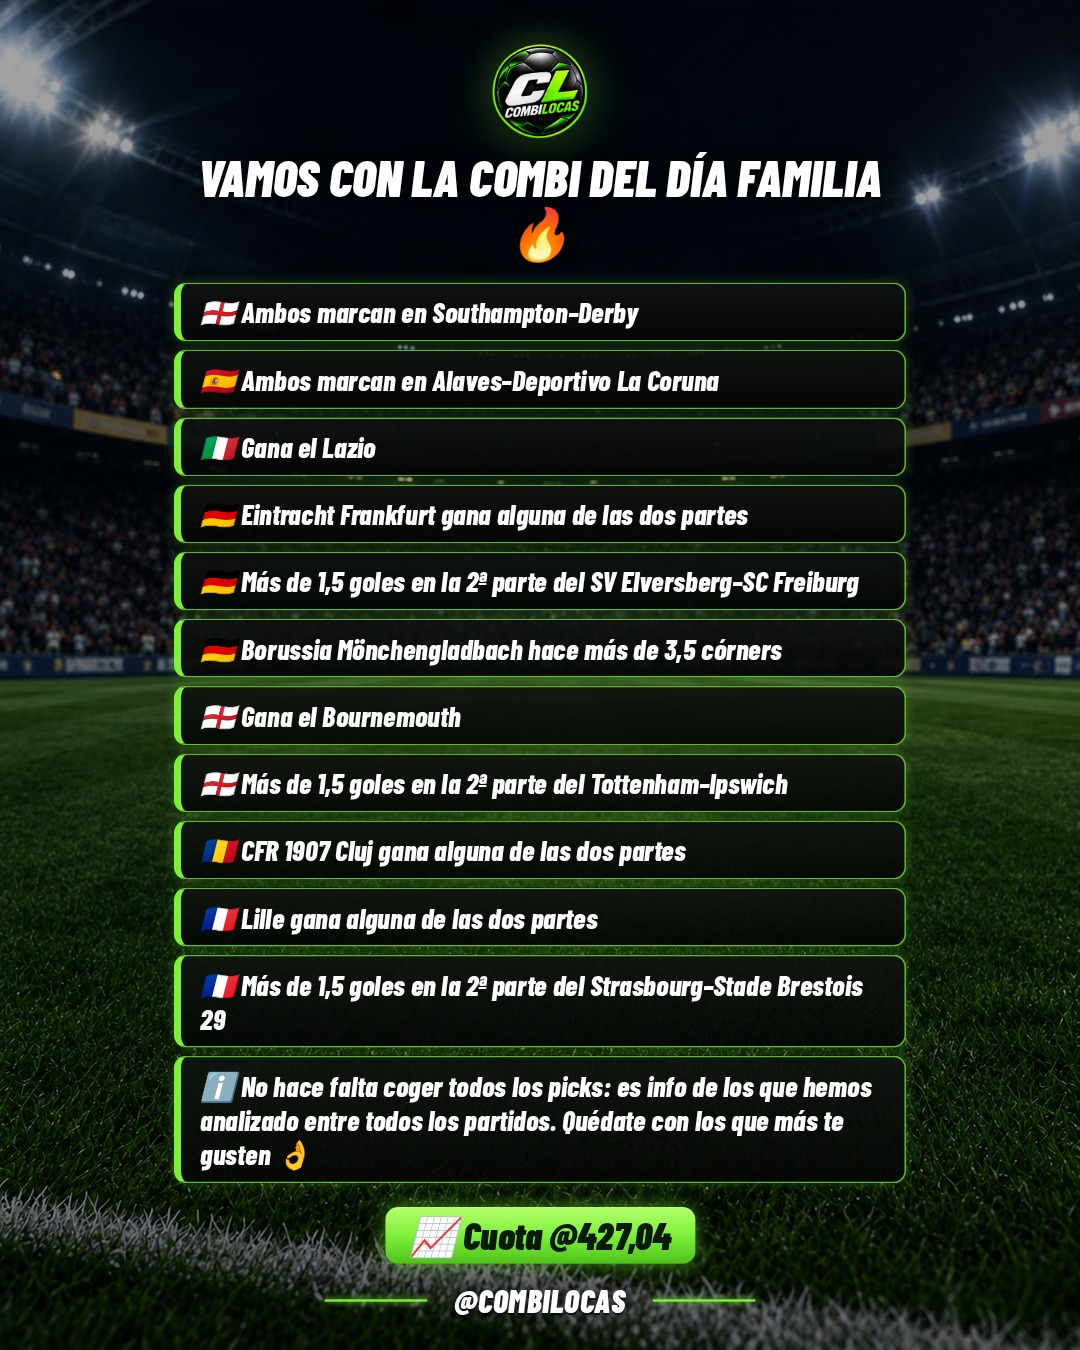 CL
COMBILOCAS
VAMOS CON LA COMBI DEL DÍA FAMILIA
🔥
🏴󠁧󠁢󠁥󠁮󠁧󠁿 Ambos marcan en Southampton-Derby
🇪🇸 Ambos marcan en Alaves-Deportivo La Coruna
🇮🇹 Gana el Lazio
🇩🇪 Eintracht Frankfurt gana alguna de las dos partes
🇩🇪 Más de 1,5 goles en la 2ª parte del SV Elversberg-SC Freiburg
🇩🇪 Borussia Mönchengladbach hace más de 3,5 córners
🏴󠁧󠁢󠁥󠁮󠁧󠁿 Gana el Bournemouth
🏴󠁧󠁢󠁥󠁮󠁧󠁿 Más de 1,5 goles en la 2ª parte del Tottenham-Ipswich
🇷🇴 CFR 1907 Cluj gana alguna de las dos partes
🇫🇷 Lille gana alguna de las dos partes
🇫🇷 Más de 1,5 goles en la 2ª parte del Strasbourg-Stade Brestois
29
ℹ️ No hace falta coger todos los picks: es info de los que hemos
analizado entre todos los partidos. Quédate con los que más te
gusten 👌
📈 Cuota @427,04
@COMBILOCAS